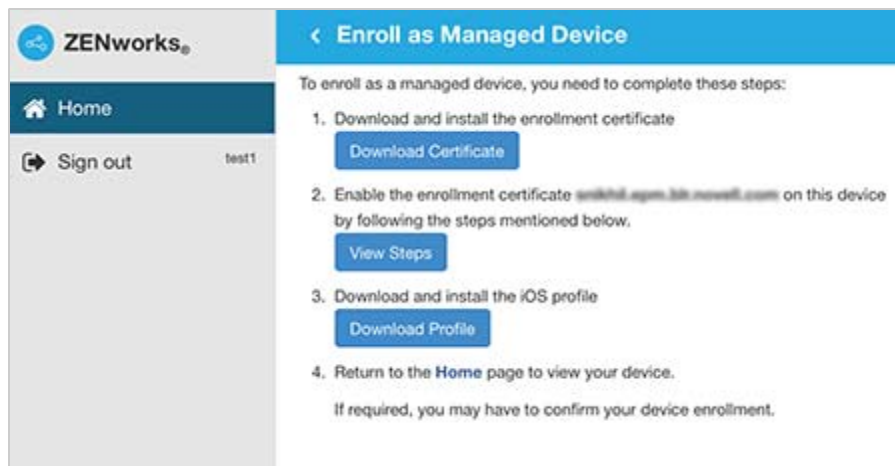 ZENworks®
Home
Sign out
test1
Enroll as Managed Device
To enroll as a managed device, you need to complete these steps:
1. Download and install the enrollment certificate
Download Certificate
2. Enable the enrollment certificate on this device
by following the steps mentioned below.
View Steps
3. Download and install the iOS profile
Download Profile
4. Return to the Home page to view your device.
If required, you may have to confirm your device enrollment.